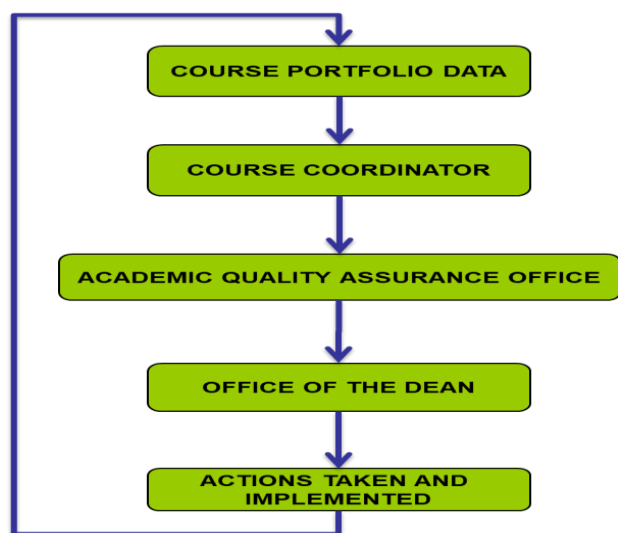 COURSE PORTFOLIO DATA
COURSE COORDINATOR
ACADEMIC QUALITY ASSURANCE OFFICE
OFFICE OF THE DEAN
ACTIONS TAKEN AND
IMPLEMENTED